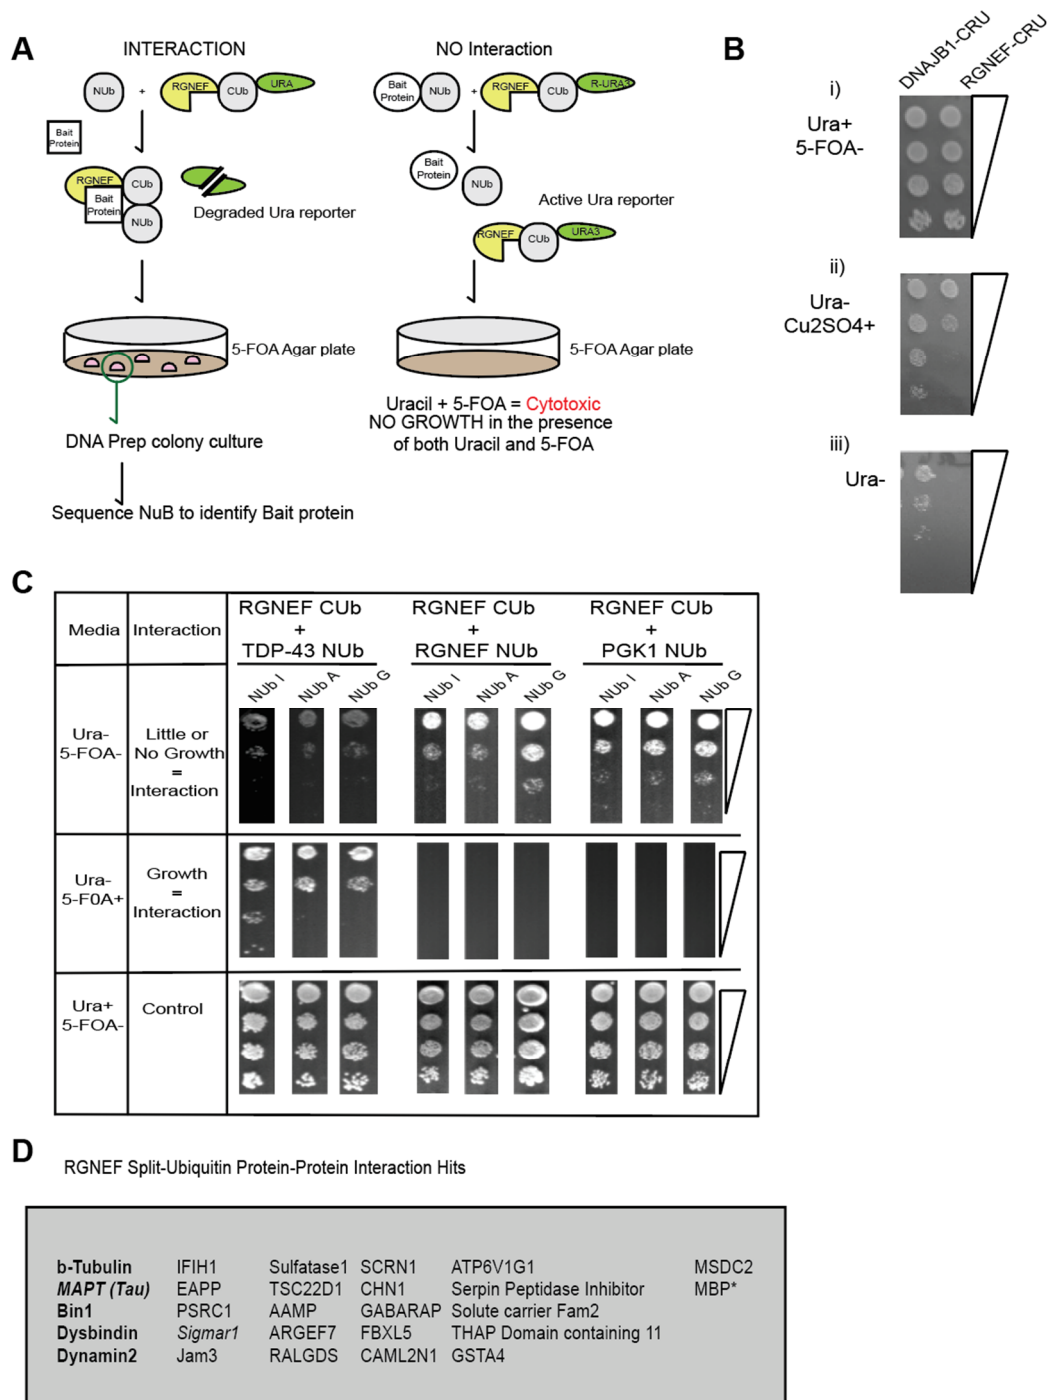 A
INTERACTION
NUb
+
RGNEF
CUb
URA
Bait
Protein
RGNEF
Bait
Protein
CUb
NUb
Degraded Ura reporter
5-FOA Agar plate
DNA Prep colony culture
Sequence NuB to identify Bait protein
NO Interaction
Bait
Protein
NUb
+
RGNEF
CUb
R-URA3
Bait
Protein
NUb
Active Ura reporter
RGNEF
CUb
URA3
5-FOA Agar plate
Uracil + 5-FOA = Cytotoxic
NO GROWTH in the presence
of both Uracil and 5-FOA
B
DNAJB1-CRU
RGNEF-CRU
i)
Ura+
5-FOA-
ii)
Ura-
Cu2SO4+
iii)
Ura-
C
Media
Interaction
RGNEF CUb
+
TDP-43 NUb
RGNEF CUb
+
RGNEF NUb
RGNEF CUb
+
PGK1 NUb
NUb I
NUb A
NUb G
NUb I
NUb A
NUb G
NUb I
NUb A
NUb G
Ura-
5-FOA-
Little or
No Growth
=
Interaction
Ura-
5-F0A+
Growth
=
Interaction
Ura+
5-FOA-
Control
D
RGNEF Split-Ubiquitin Protein-Protein Interaction Hits
b-Tubulin IFIH1 Sulfatase1 SCRN1 ATP6V1G1 MSDC2
MAPT (Tau) EAPP TSC22D1 CHN1 Serpin Peptidase Inhibitor MBP*
Bin1 PSRC1 AAMP GABARAP Solute carrier Fam2
Dysbindin Sigmar1 ARGEF7 FBXL5 THAP Domain containing 11
Dynamin2 Jam3 RALGDS CAML2N1 GSTA4